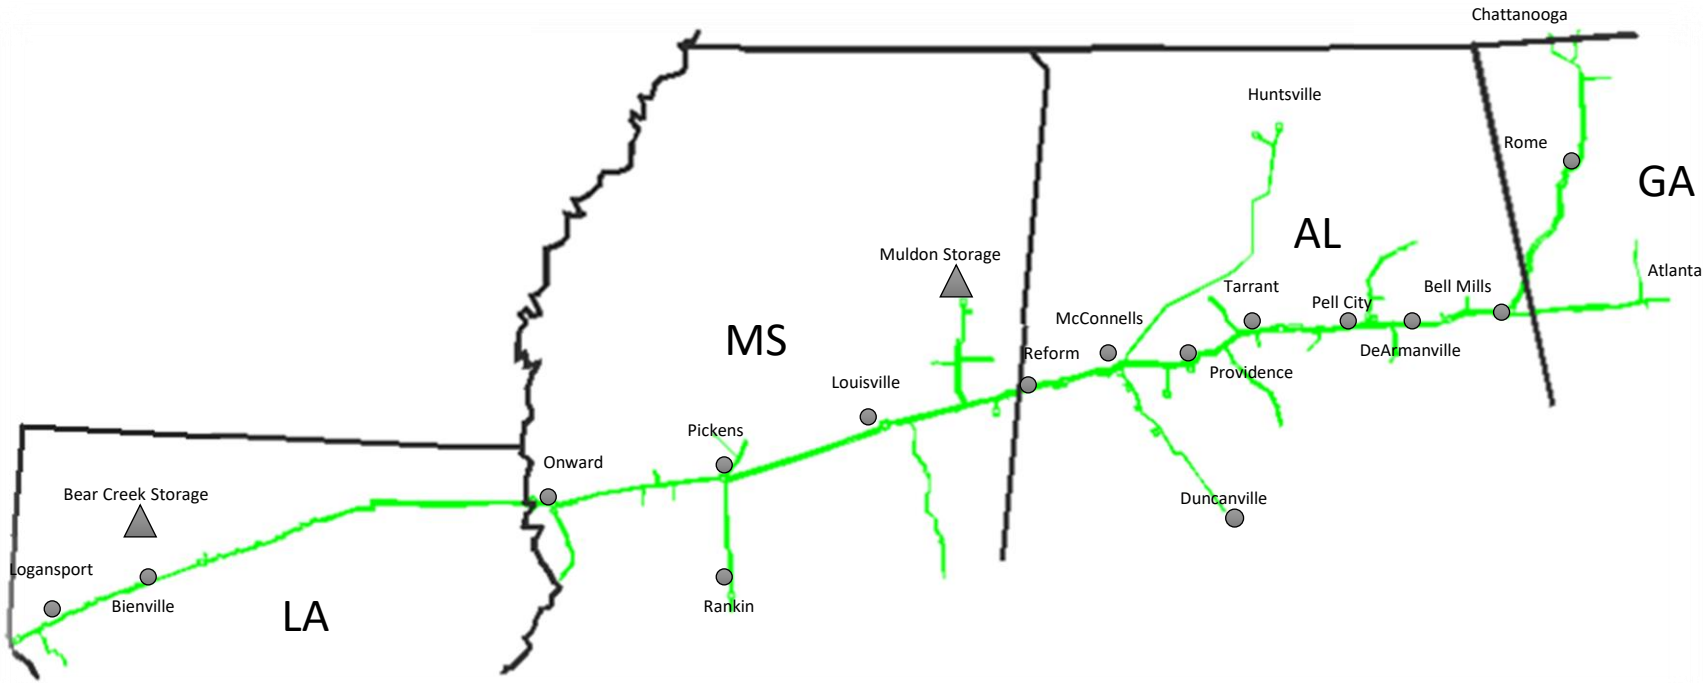 Chattanooga
Huntsville
Rome
GA
AL
Muldon Storage
Atlanta
Tarrant
Bell Mills
Pell City
McConnells
MS
Reform
DeArmanville
Providence
Louisville
Pickens
Onward
Bear Creek Storage
Duncanville
Logansport
Bienville
Rankin
LA